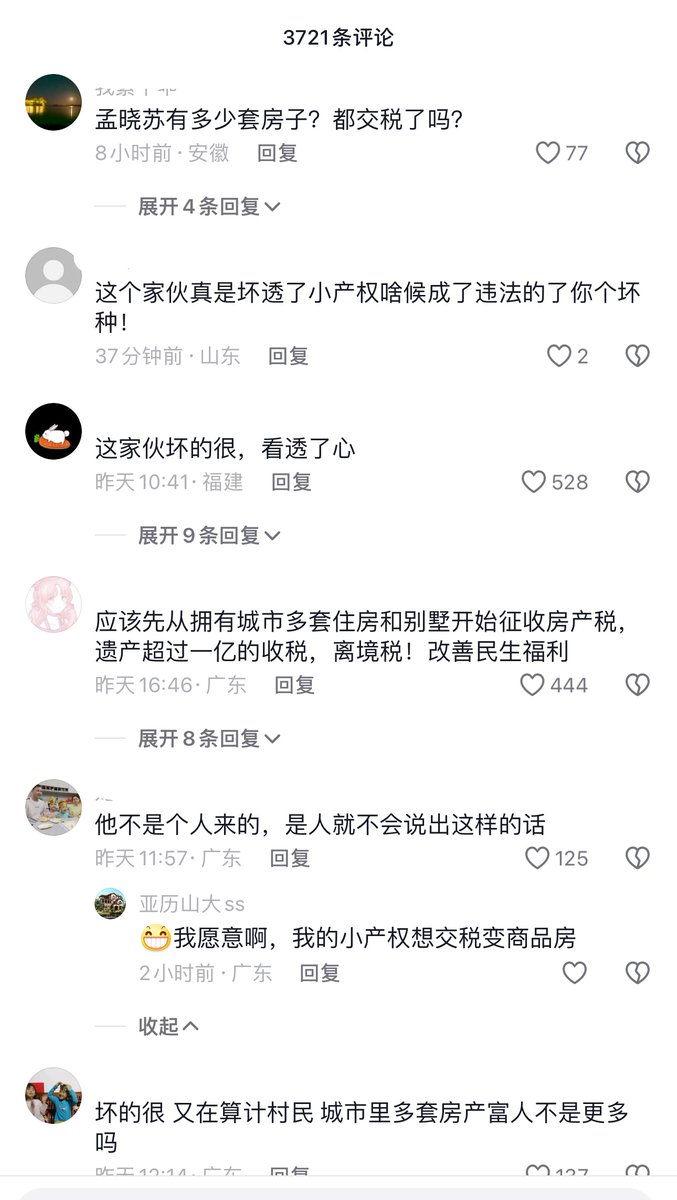 3721条评论
孟晓苏有多少套房子？都交税了吗？
8小时前·安徽 回复 77
展开4条回复
这个家伙真是坏透了小产权啥候成了违法的了你个坏
种！
37分钟前·山东 回复 2
这家伙坏的很，看透了心
昨天10:41·福建 回复 528
展开9条回复
应该先从拥有城市多套住房和别墅开始征收房产税，
遗产超过一亿的收税，离境税！改善民生福利
昨天16:46·广东 回复 444
展开8条回复
他不是个人来的，是人就不会说出这样的话
昨天11:57·广东 回复 125
亚历山大ss
😁我愿意啊，我的小产权想交税变商品房
2小时前·广东 回复
收起
坏的很 又在算计村民 城市里多套房产富人不是更多
吗
昨天12:14·广东 回复 137